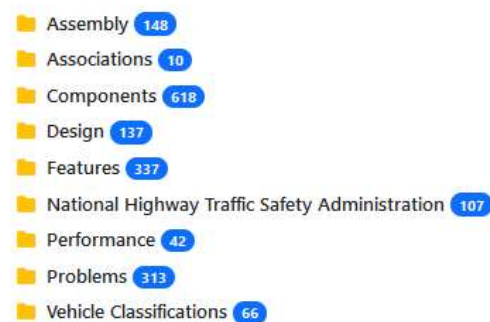 Assembly 148
Associations 10
Components 618
Design 137
Features 337
National Highway Traffic Safety Administration 107
Performance 42
Problems 313
Vehicle Classifications 66